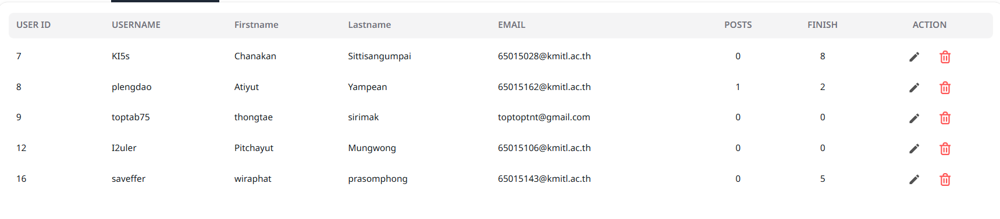 USER ID USERNAME Firstname Lastname EMAIL POSTS FINISH ACTION
7 KI5s Chanakan Sittisangumpai 65015028@kmitl.ac.th 0 8
8 plengdao Atiyut Yampean 65015162@kmitl.ac.th 1 2
9 toptab75 thongtae sirimak toptoptnt@gmail.com 0 0
12 I2uler Pitchayut Mungwong 65015106@kmitl.ac.th 0 0
16 saveffer wiraphat prasomphong 65015143@kmitl.ac.th 0 5